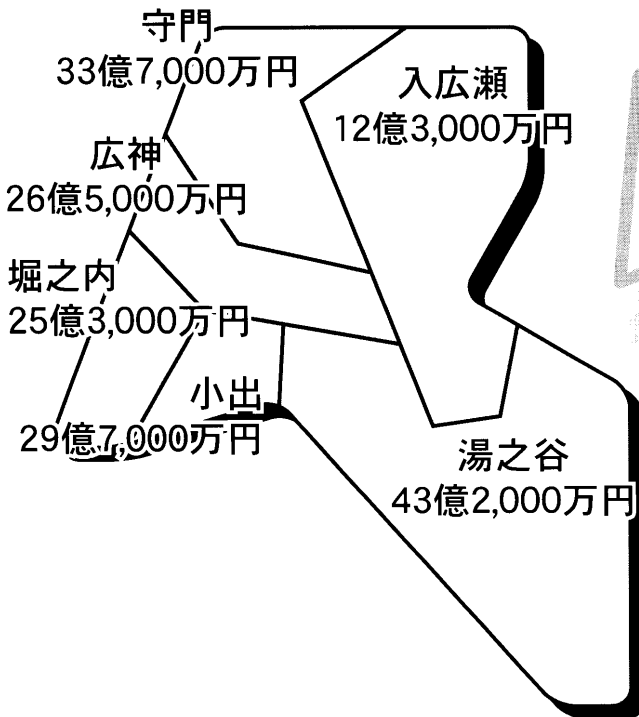 守門
33億7,000万円
入広瀬
12億3,000万円
広神
26億5,000万円
堀之内
25億3,000万円
小出
29億7,000万円
湯之谷
43億2,000万円